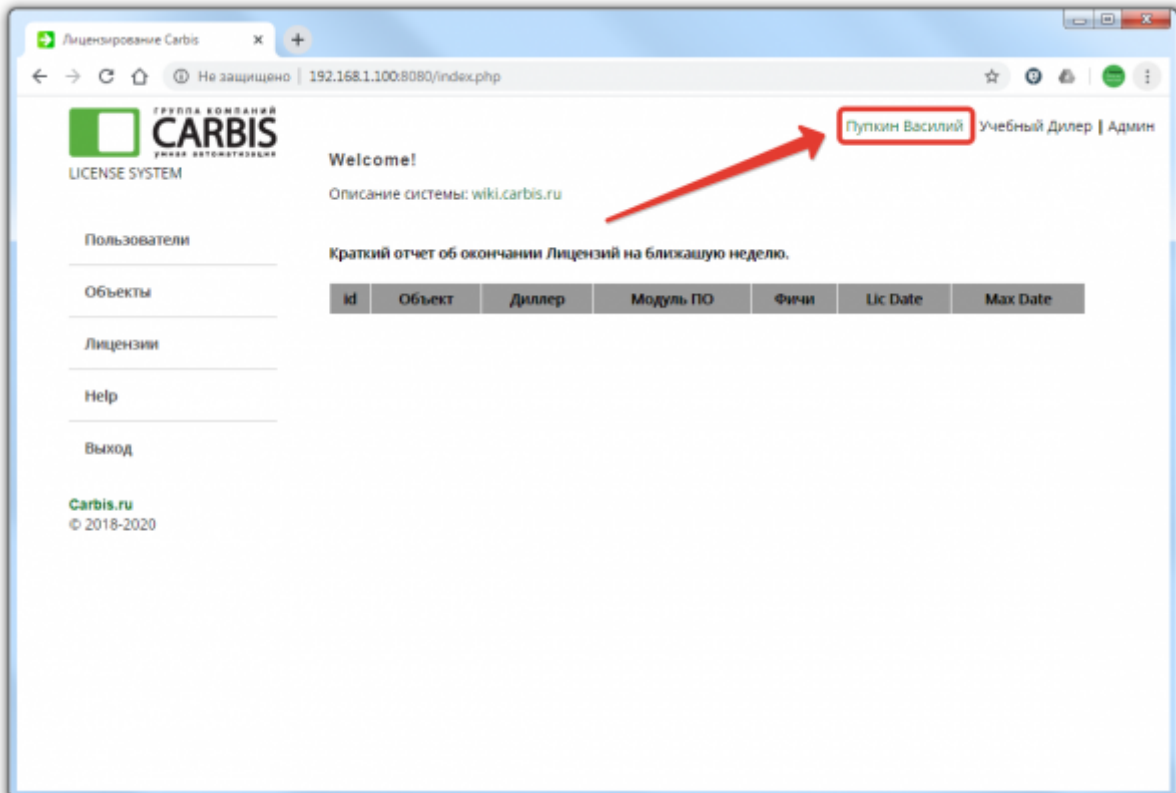 Лицензирование Carbis
Не защищено | 192.168.1.100:8080/index.php
ГРУППА КОМПАНИЙ
CARBIS
умная автоматизация
LICENSE SYSTEM
Пупкин Василий Учебный Дилер | Админ
Welcome!
Описание системы: wiki.carbis.ru
Пользователи
Объекты
Лицензии
Help
Выход
Carbis.ru
© 2018-2020
Краткий отчет об окончании Лицензий на ближашую неделю.
id Объект Диллер Модуль ПО Фичи Lic Date Max Date